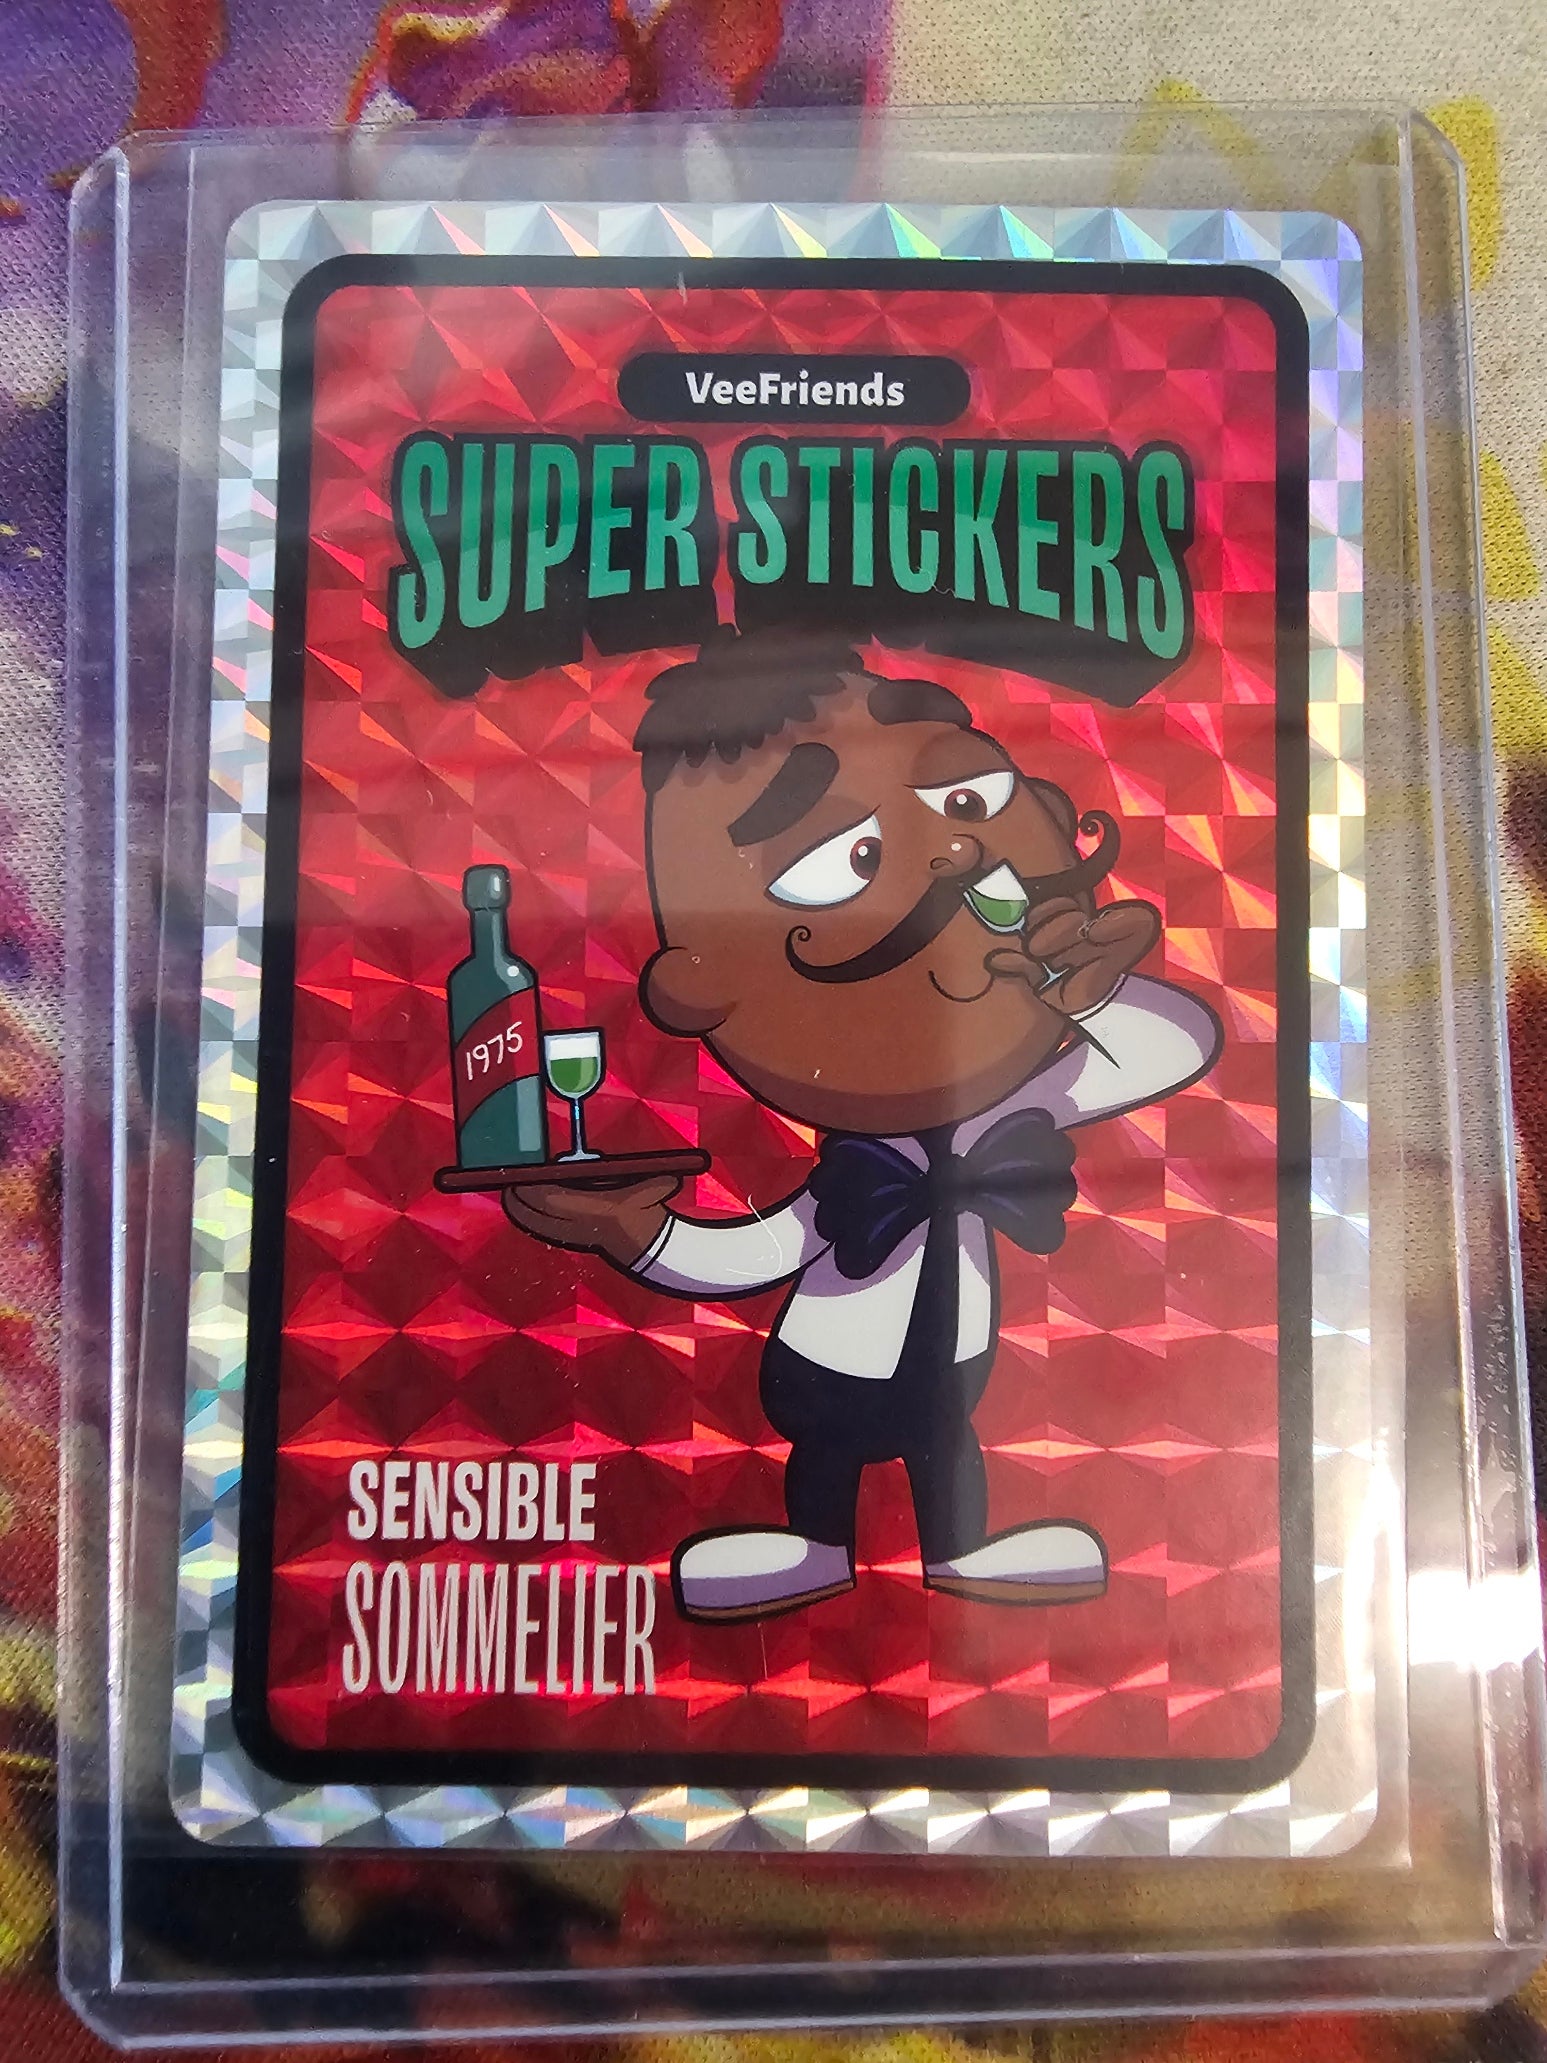 VeeFriends
SUPER STICKERS
1975
SENSIBLE
SOMMELIER